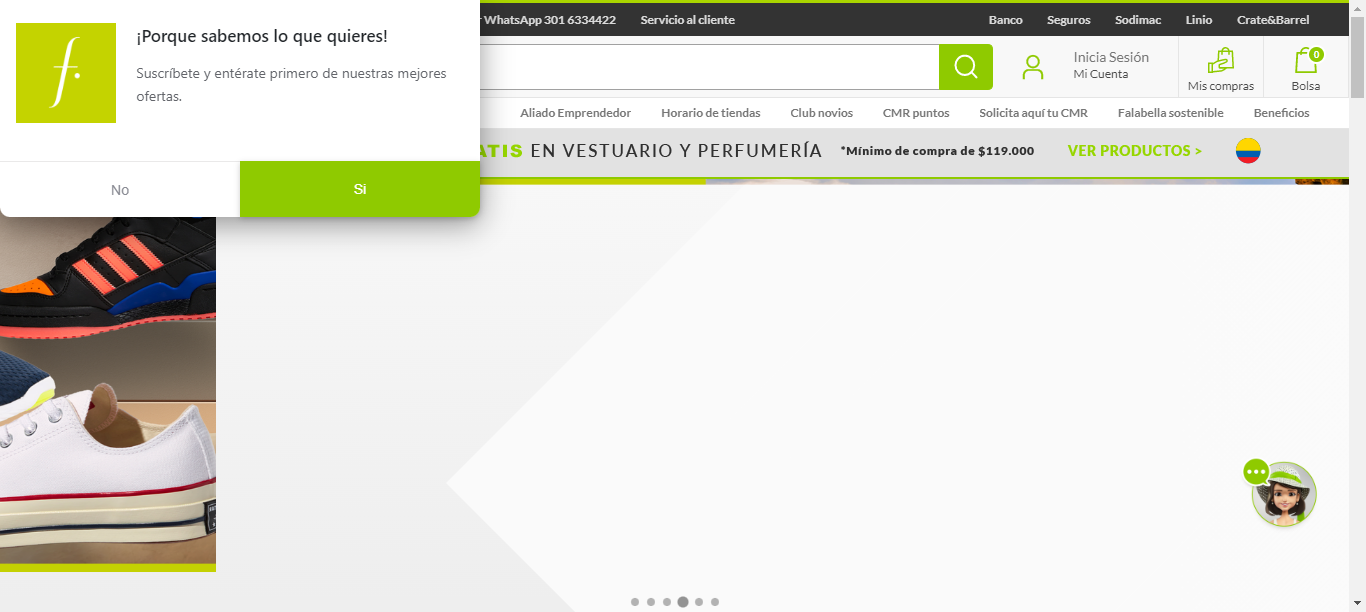 ¡Porque sabemos lo que quieres!
Suscríbete y entérate primero de nuestras mejores
ofertas.
No
Si
WhatsApp 301 6334422
Servicio al cliente
Banco
Seguros
Sodimac
Linio
Crate&Barrel
Inicia Sesión
Mi Cuenta
Mis compras
0
Bolsa
Aliado Emprendedor
Horario de tiendas
Club novios
CMR puntos
Solicita aquí tu CMR
Falabella sostenible
Beneficios
ATIS EN VESTUARIO Y PERFUMERÍA
*Mínimo de compra de $119.000
VER PRODUCTOS >